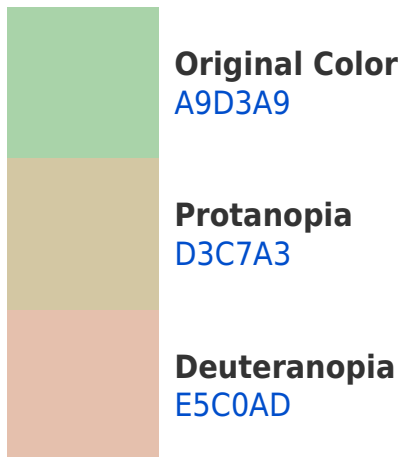 Original Color
A9D3A9
Protanopia
D3C7A3
Deuteranopia
E5C0AD